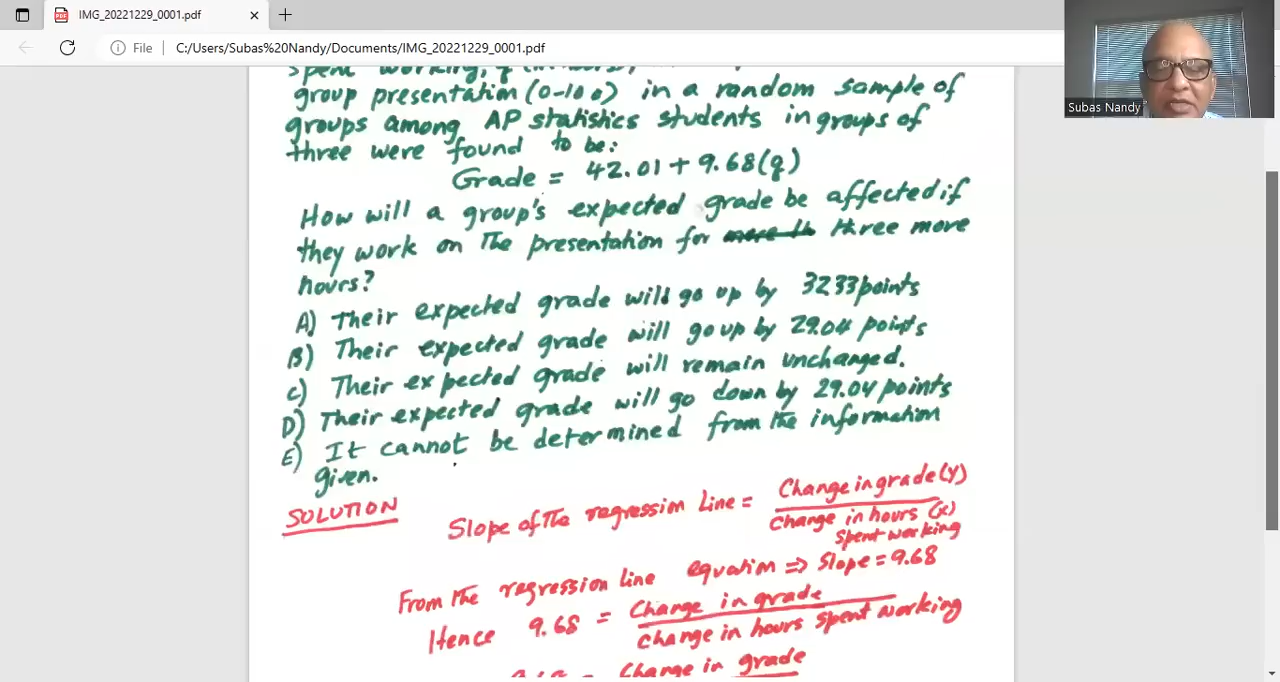 IMG_20221229_0001.pdf
File
C:/Users/Subas%20Nandy/Documents/IMG_20221229_0001.pdf
Subas Nandy
spent working,
group presentation (0-100) in a random sample of
groups among AP statistics students in groups of
three were found to be:
Grade = 42.01 + 9.68(q)
How will a group's expected grade be affected if
they work on the presentation for three more
hours?
A) Their expected grade will go up by 32.33 points
B) Their expected grade will go up by 29.04 points
C) Their expected grade will remain unchanged.
D) Their expected grade will go down by 29.04 points
E) It cannot be determined from the information
given.
SOLUTION
Slope of the regression line = Change in grade (y)
Change in hours (x)
spent working
From the regression line equation => slope = 9.68
Hence 9.68 = Change in grade
change in hours spent working
Change in grade